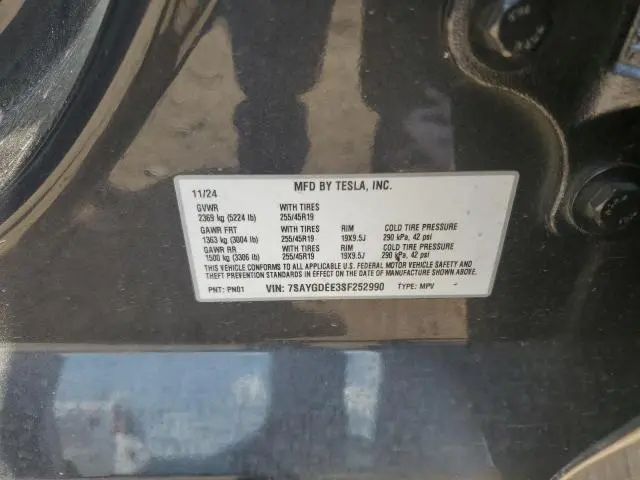 11/24 MFD BY TESLA, INC.
GVWR WITH TIRES
2369 kg (5224 lb) 255/45R19
GAWR FRT WITH TIRES RIM COLD TIRE PRESSURE
1363 kg (3004 lb) 255/45R19 19X9.5J 290 kPa, 42 psi
GAWR RR WITH TIRES RIM COLD TIRE PRESSURE
1500 kg (3306 lb) 255/45R19 19X9.5J 290 kPa, 42 psi
THIS VEHICLE CONFORMS TO ALL APPLICABLE U.S. FEDERAL MOTOR VEHICLE SAFETY AND
THEFT PREVENTION STANDARDS IN EFFECT ON THE DATE OF MANUFACTURE SHOWN ABOVE.
PNT: PN01 VIN: 7SAYGDEE3SF252990 TYPE: MPV